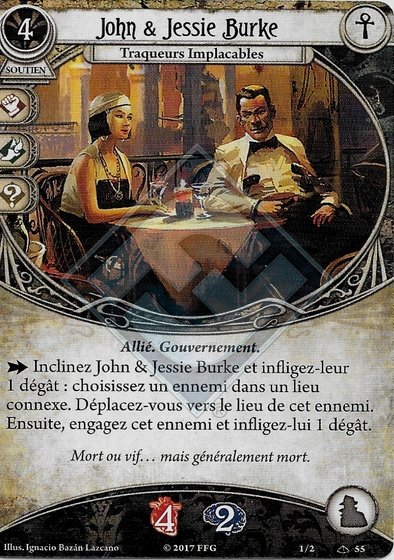 John & Jessie Burke
4
Traqueurs Implacables
SOUTIEN
?
Allié. Gouvernement.
Inclinez John & Jessie Burke et infligez-leur
1 dégât : choisissez un ennemi dans un lieu
connexe. Déplacez-vous vers le lieu de cet ennemi.
Ensuite, engagez cet ennemi et infligez-lui 1 dégât.
Mort ou vif… mais généralement mort.
4 2
Illus. Ignacio Bazán Lazcano © 2017 FFG 1/2 55